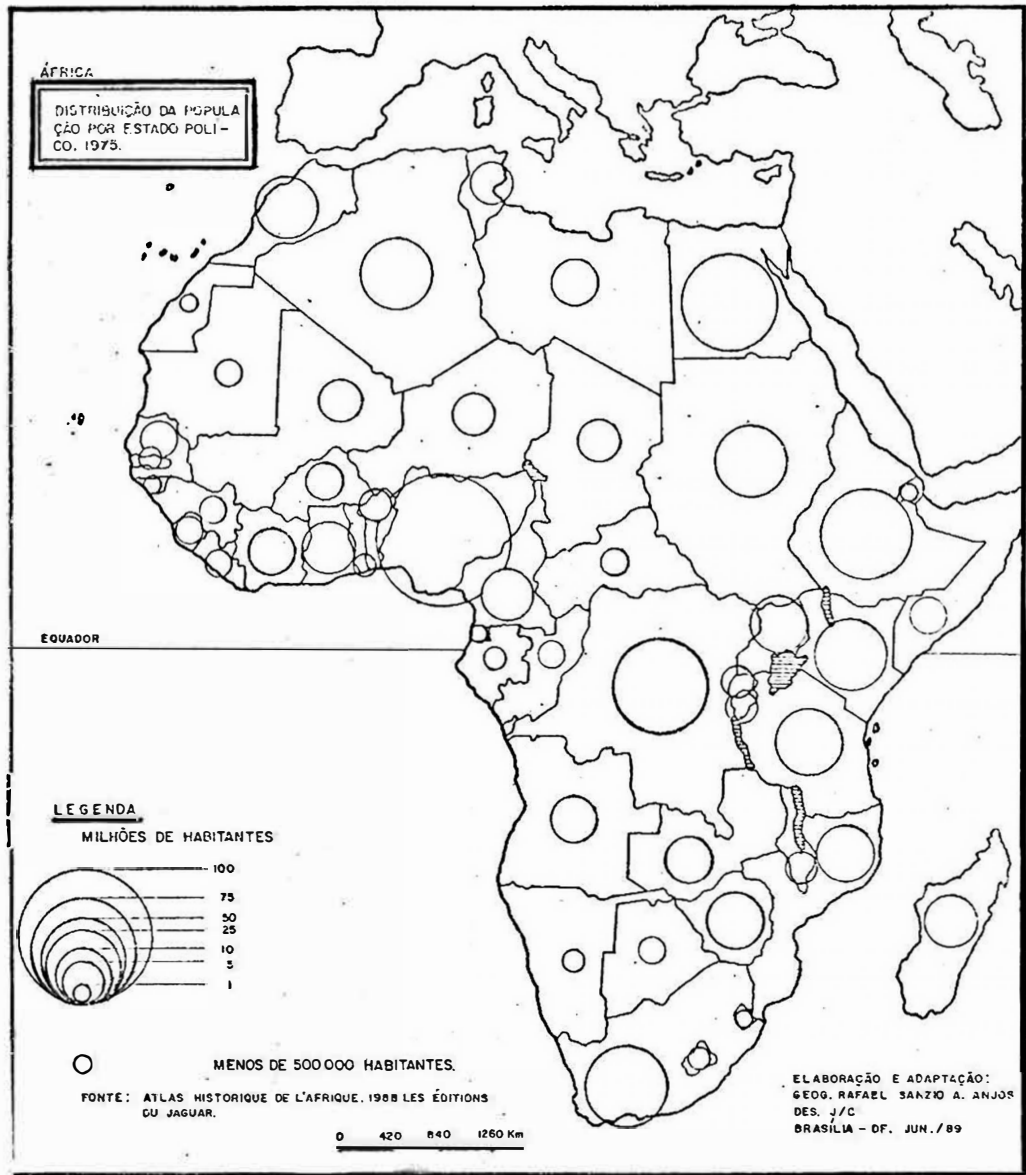 ÁFRICA
DISTRIBUIÇÃO DA POPULA
ÇÃO POR ESTADO POLI-
CO. 1975.
EQUADOR
LEGENDA
MILHÕES DE HABITANTES
100
75
50
25
10
5
1
MENOS DE 500 000 HABITANTES.
FONTE: ATLAS HISTORIQUE DE L'AFRIQUE. 1988 LES ÉDITIONS
DU JAGUAR.
0 420 840 1260 Km
ELABORAÇÃO E ADAPTAÇÃO:
GEOG. RAFAEL SANZIO A. ANJOS
DES. J/C
BRASÍLIA - DF. JUN./89